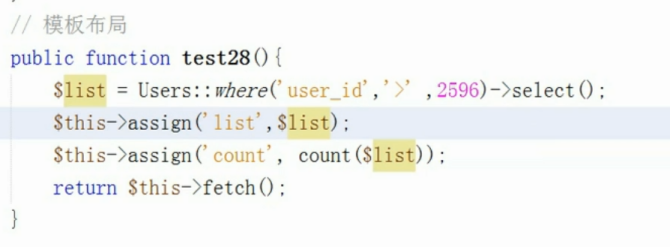 // 模板布局
public function test28(){
$list = Users::where('user_id','>' ,2596)->select();
$this->assign('list',$list);
$this->assign('count', count($list));
return $this->fetch();
}